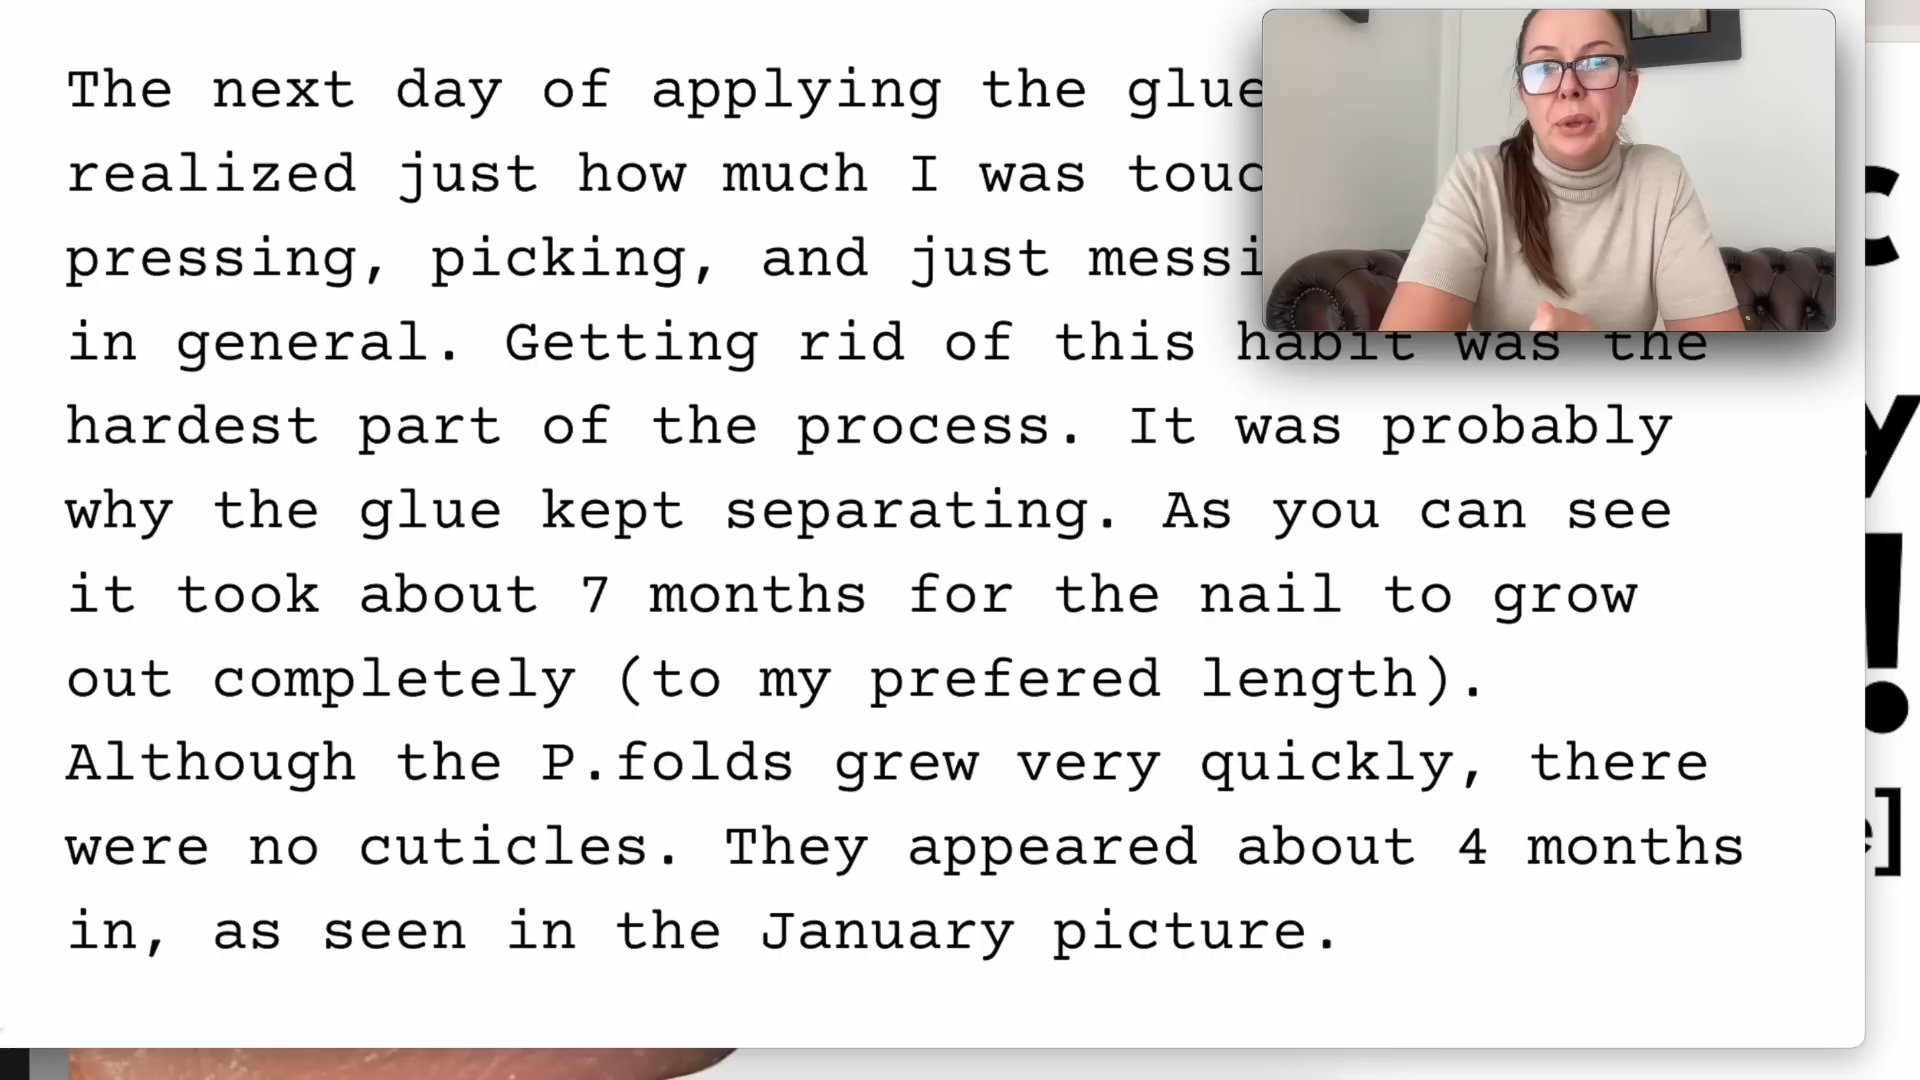 The next day of applying the glue
realized just how much I was
pressing, picking, and just
in general. Getting rid of this habit was the
hardest part of the process. It was probably
why the glue kept separating. As you can see
it took about 7 months for the nail to grow
out completely (to my prefered length).
Although the P.folds grew very quickly, there
were no cuticles. They appeared about 4 months
in, as seen in the January picture.